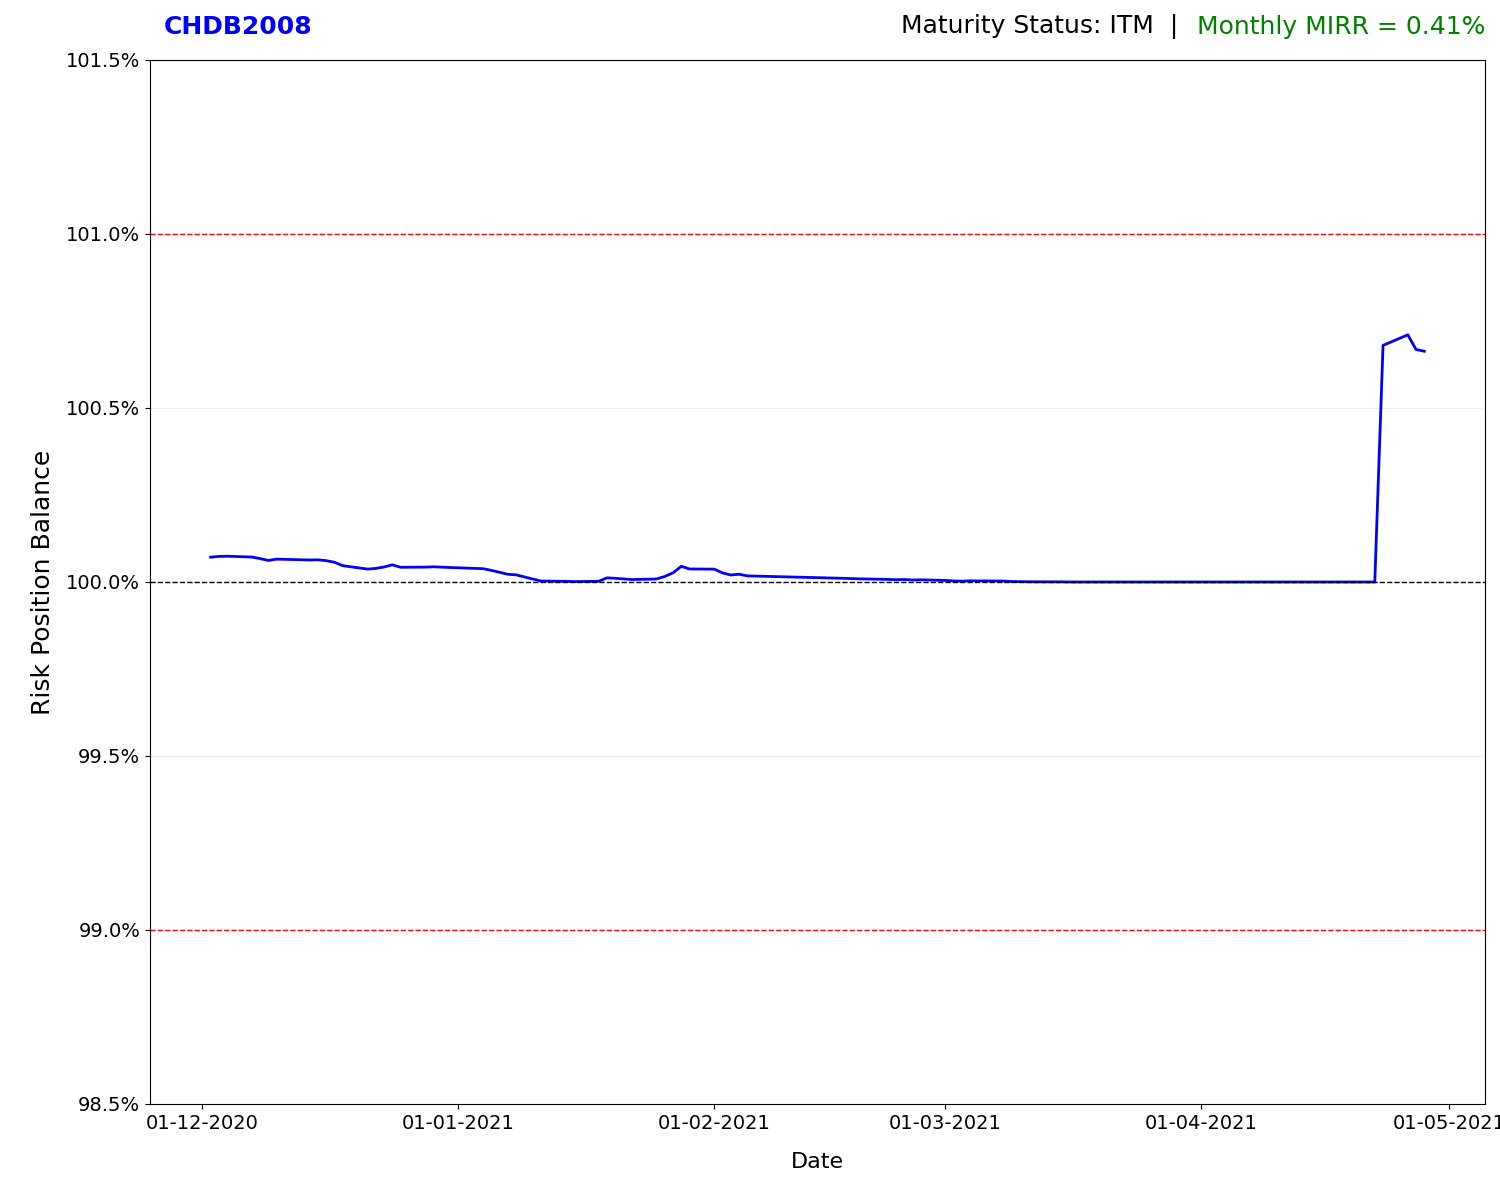 CHDB2008
Maturity Status: ITM | Monthly MIRR = 0.41%
101.5%
101.0%
100.5%
100.0%
99.5%
99.0%
98.5%
Risk Position Balance
01-12-2020 01-01-2021 01-02-2021 01-03-2021 01-04-2021 01-05-2021
Date